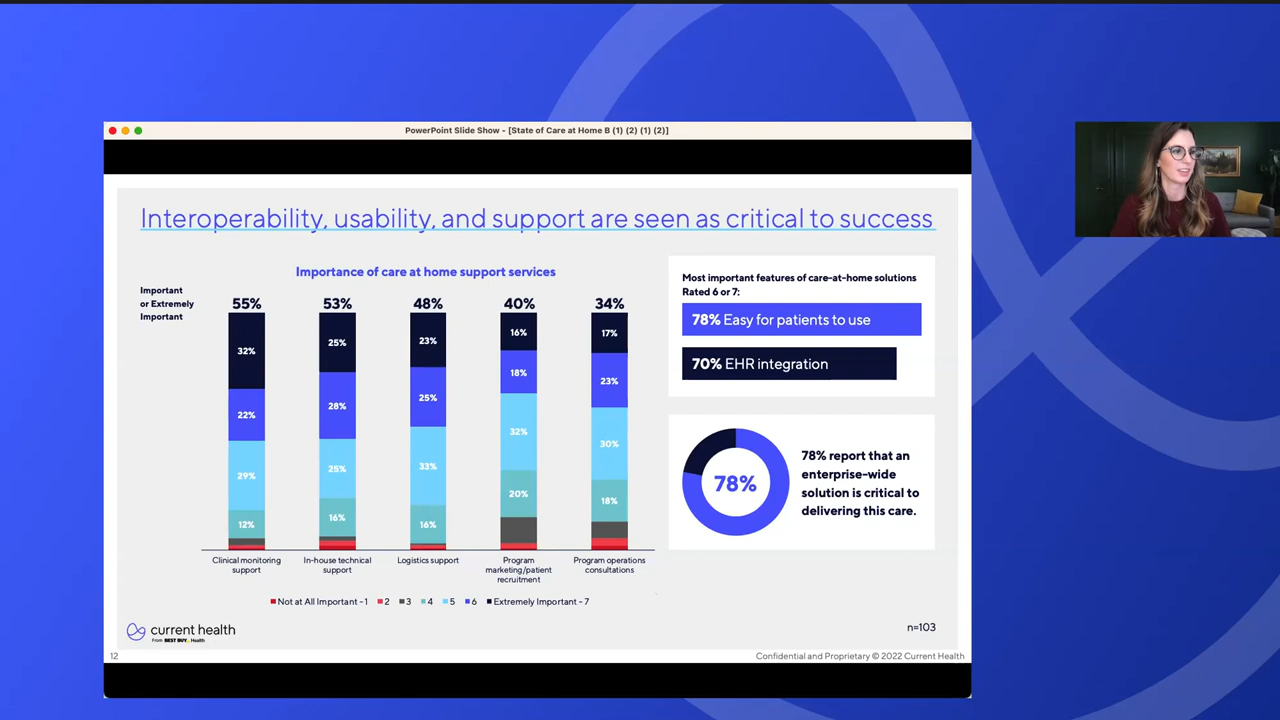 PowerPoint Slide Show - [State of Care at Home B (1) (2) (1) (2)]
Interoperability, usability, and support are seen as critical to success
Importance of care at home support services
Important
or Extremely
Important
55%
53%
48%
40%
34%
32%
22%
29%
12%
25%
28%
25%
16%
23%
25%
33%
16%
16%
18%
32%
20%
17%
23%
30%
18%
Clinical monitoring
support
In-house technical
support
Logistics support
Program
marketing/patient
recruitment
Program operations
consultations
Not at All Important - 1 2 3 4 5 6 Extremely Important - 7
Most important features of care-at-home solutions
Rated 6 or 7:
78% Easy for patients to use
70% EHR integration
78%
78% report that an
enterprise-wide
solution is critical to
delivering this care.
current health
From BEST BUY Health
n=103
12
Confidential and Proprietary © 2022 Current Health